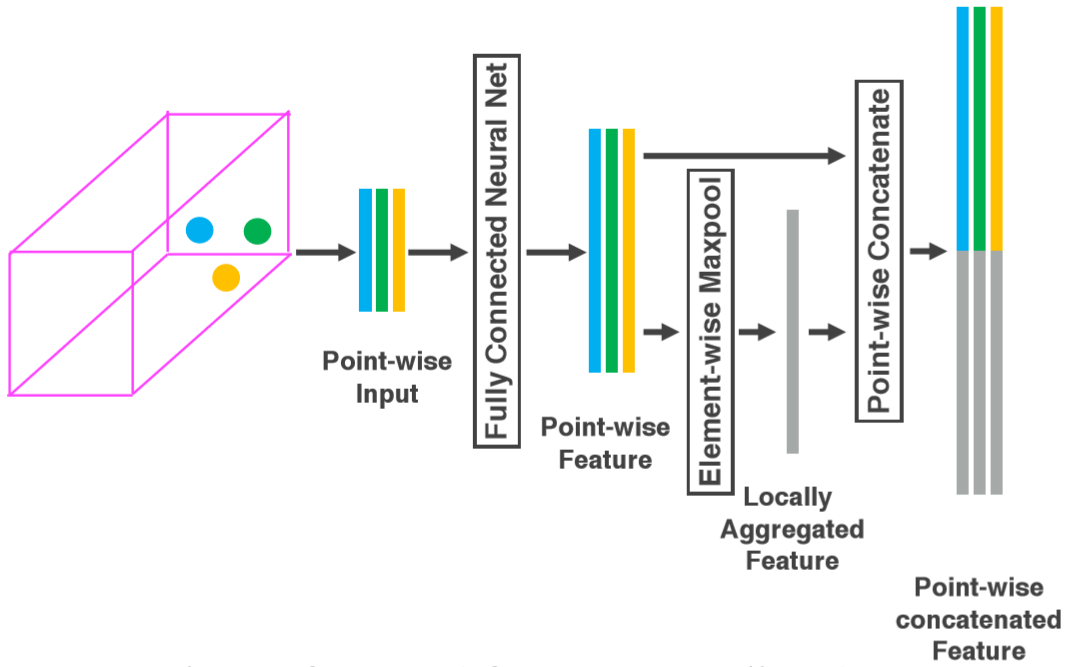 Point-wise
Input
Fully Connected Neural Net
Point-wise
Feature
Element-wise Maxpool
Locally
Aggregated
Feature
Point-wise Concatenate
Point-wise
concatenated
Feature